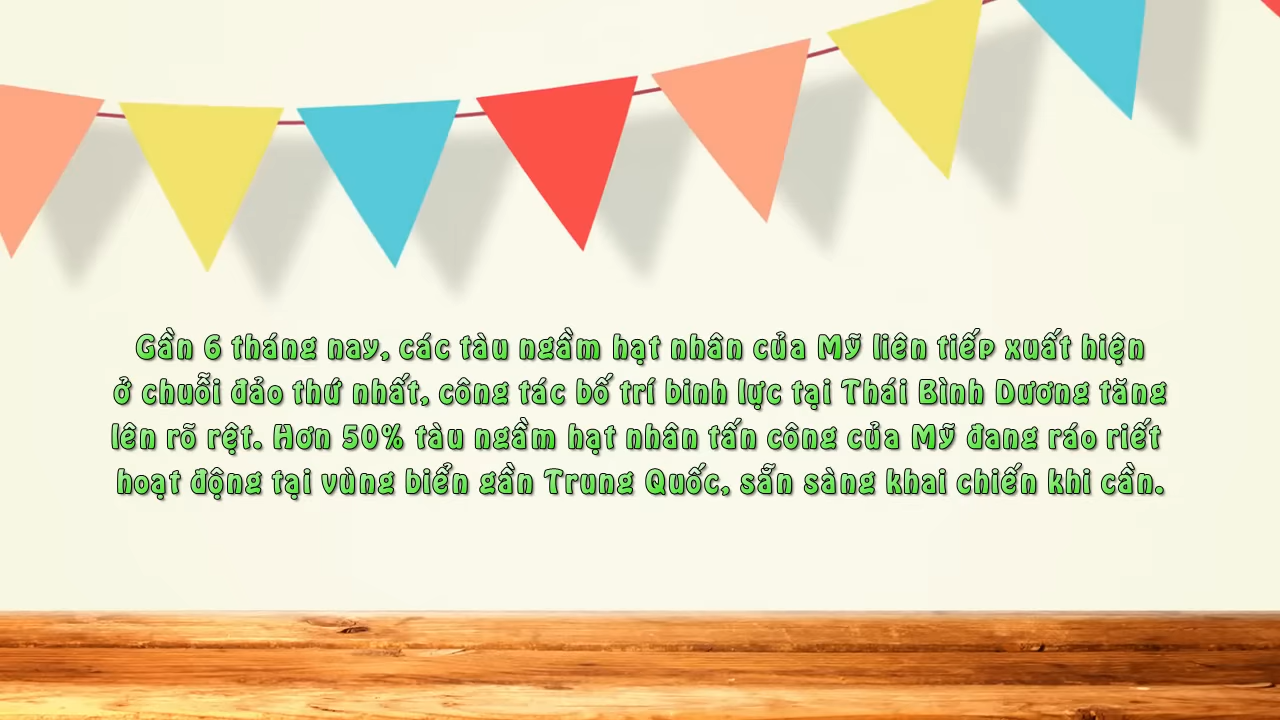 Gần 6 tháng nay, các tàu ngầm hạt nhân của Mỹ liên tiếp xuất hiện
ở chuỗi đảo thứ nhất, công tác bố trí binh lực tại Thái Bình Dương tăng
lên rõ rệt. Hơn 50% tàu ngầm hạt nhân tấn công của Mỹ đang ráo riết
hoạt động tại vùng biển gần Trung Quốc, sẵn sàng khai chiến khi cần.